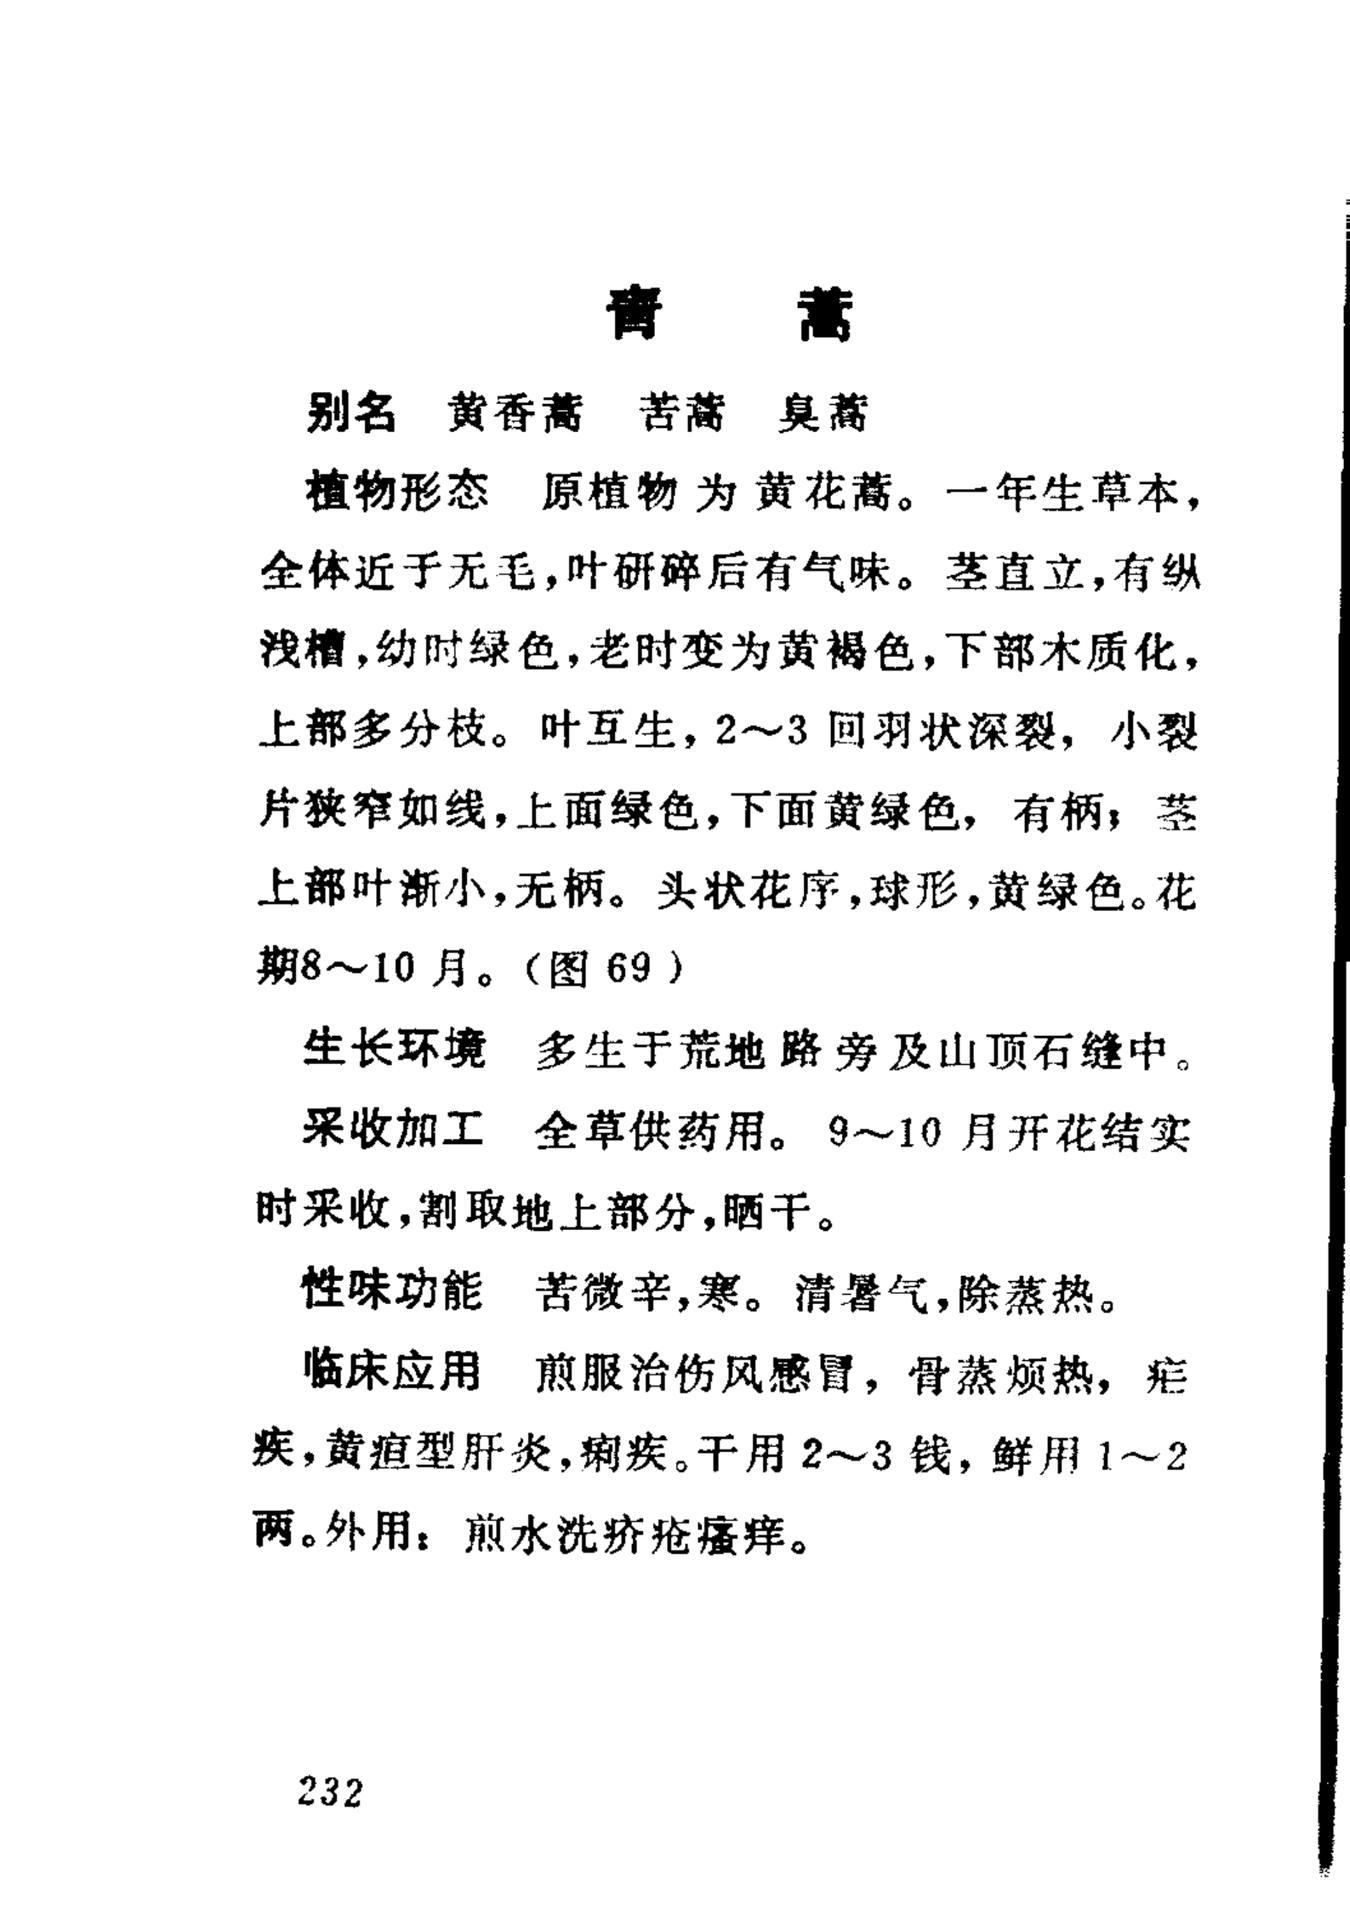 青　蒿
别名　黄香蒿　苦蒿　臭蒿
植物形态　原植物为黄花蒿。一年生草本，
全体近于无毛，叶研碎后有气味。茎直立，有纵
浅槽，幼时绿色，老时变为黄褐色，下部木质化，
上部多分枝。叶互生，2～3回羽状深裂，小裂
片狭窄如线，上面绿色，下面黄绿色，有柄；茎
上部叶渐小，无柄。头状花序，球形，黄绿色。花
期8～10月。（图69）
生长环境　多生于荒地路旁及山顶石缝中。
采收加工　全草供药用。9～10月开花结实
时采收，割取地上部分，晒干。
性味功能　苦微辛，寒。清暑气，除蒸热。
临床应用　煎服治伤风感冒，骨蒸烦热，疟
疾，黄疸型肝炎，痢疾。干用2～3钱，鲜用1～2
两。外用：煎水洗疥疮瘙痒。
232